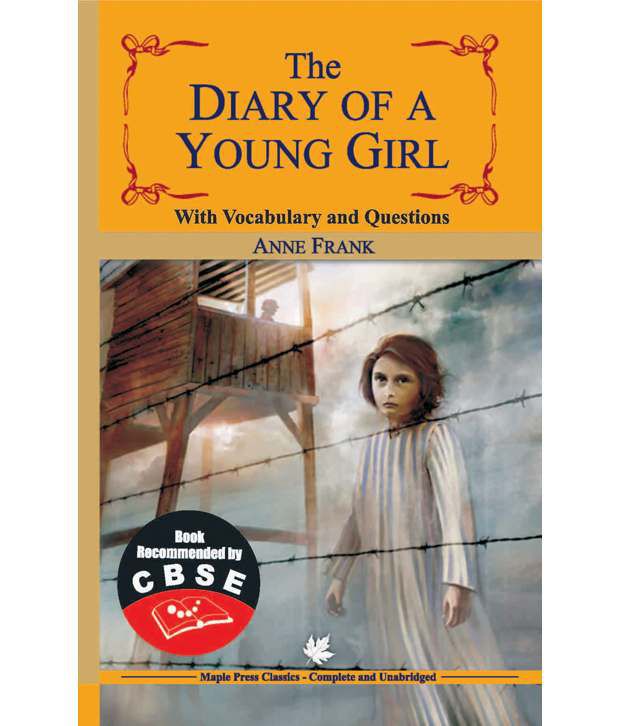 The
DIARY OF A
YOUNG GIRL
With Vocabulary and Questions
ANNE FRANK
Book
Recommended by
CBSE
Maple Press Classics - Complete and Unabridged